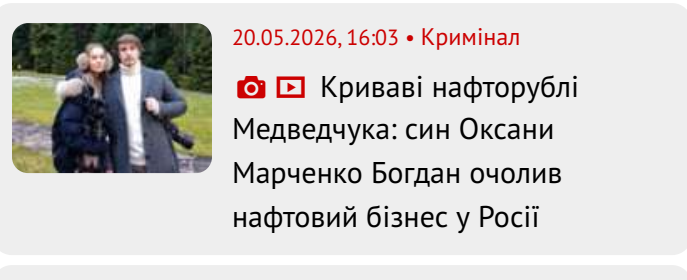 20.05.2026, 16:03 • Кримінал
Криваві нафторублі
Медведчука: син Оксани
Марченко Богдан очолив
нафтовий бізнес у Росії